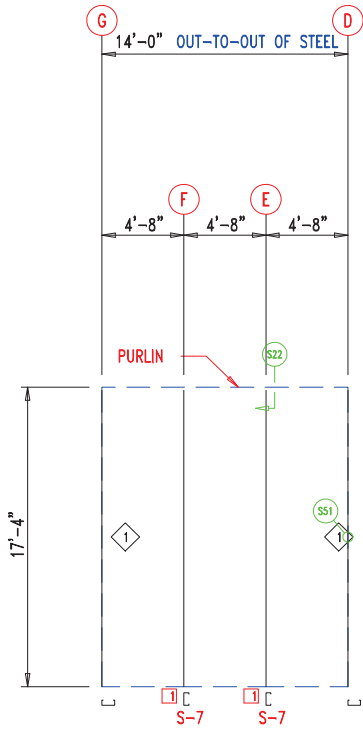 G
D
14'-0" OUT-TO-OUT OF STEEL
F
E
4'-8"
4'-8"
4'-8"
PURLIN
S22
17'-4"
S51
1
1
1
1
S-7
S-7